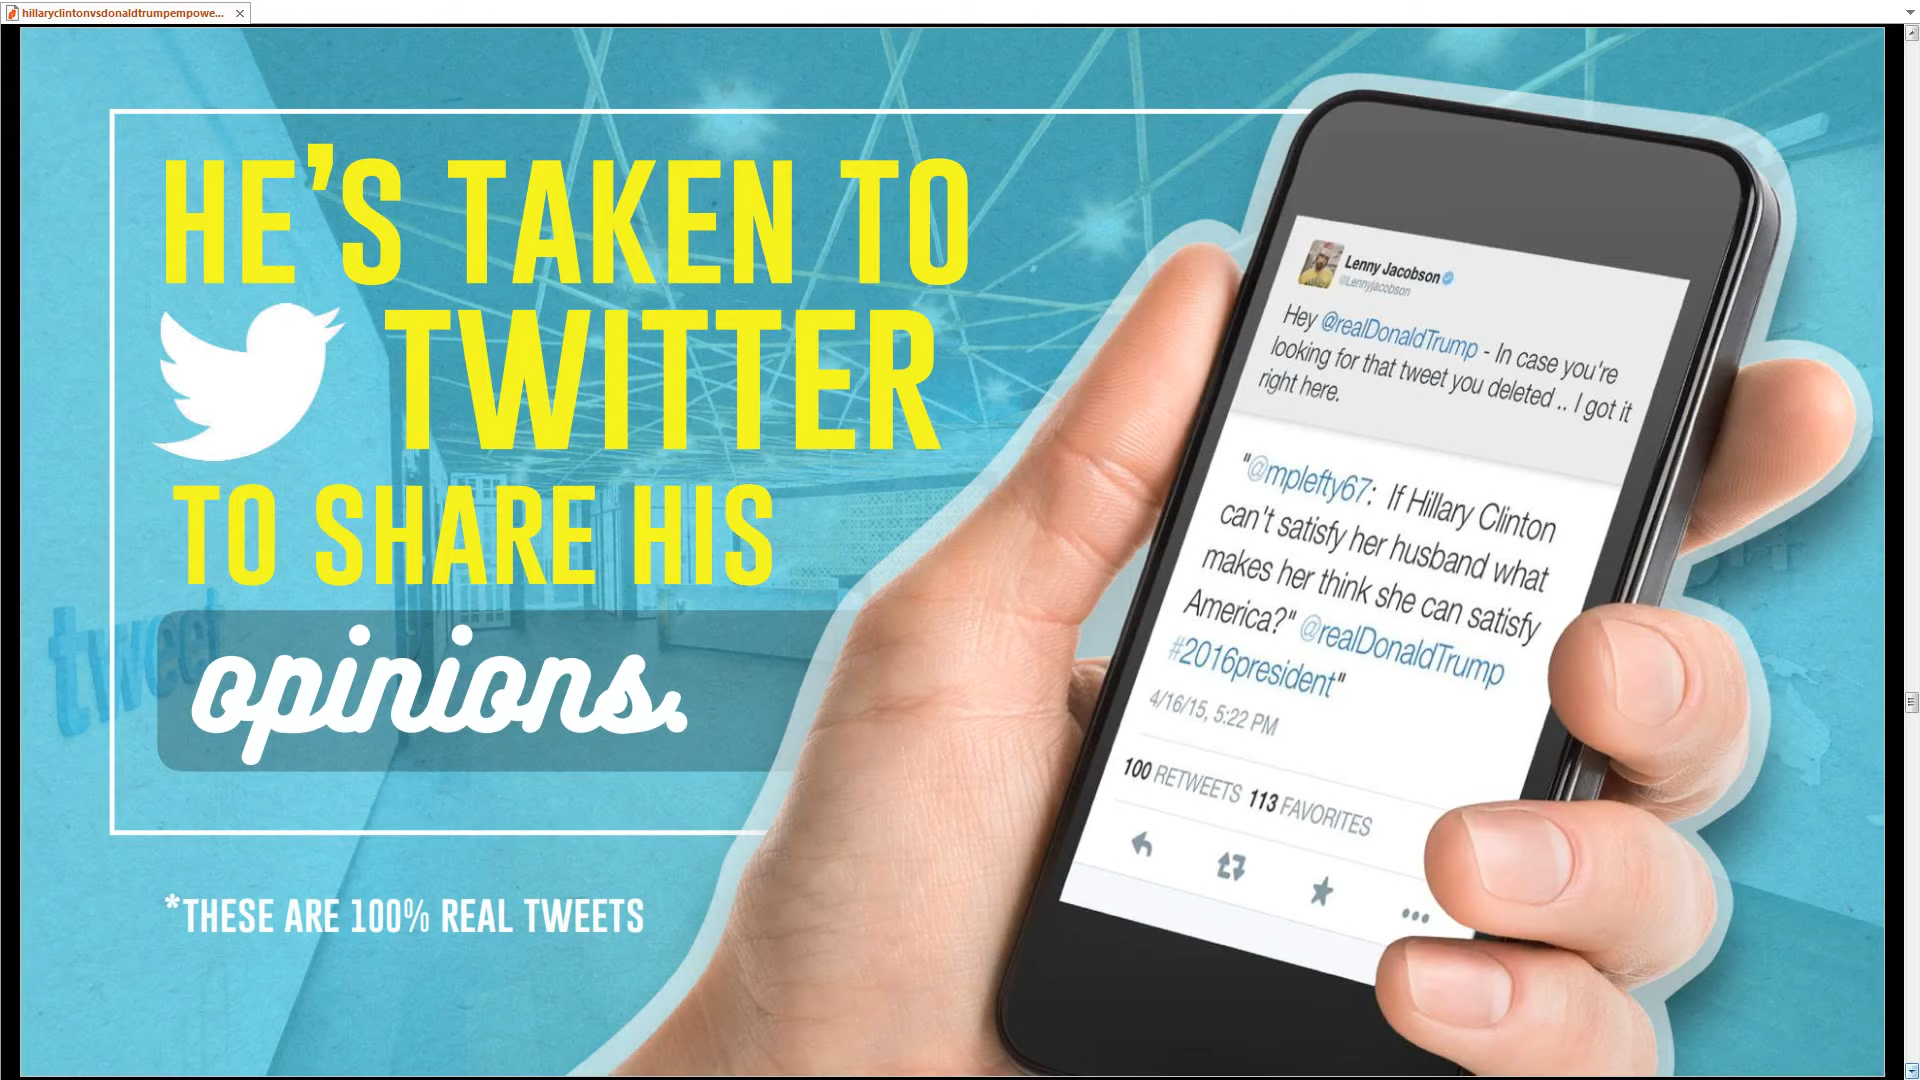 hillaryclintonvsdonaldtrumpempowe...
HE'S TAKEN TO
TWITTER
TO SHARE HIS
opinions.
*THESE ARE 100% REAL TWEETS
tweet
Lenny Jacobson
@Lennyjacobson
Hey @realDonaldTrump - In case you're
looking for that tweet you deleted .. I got it
right here.
"@mplefty67: If Hillary Clinton
can't satisfy her husband what
makes her think she can satisfy
America?" @realDonaldTrump
#2016president"
4/16/15, 5:22 PM
100 RETWEETS 113 FAVORITES